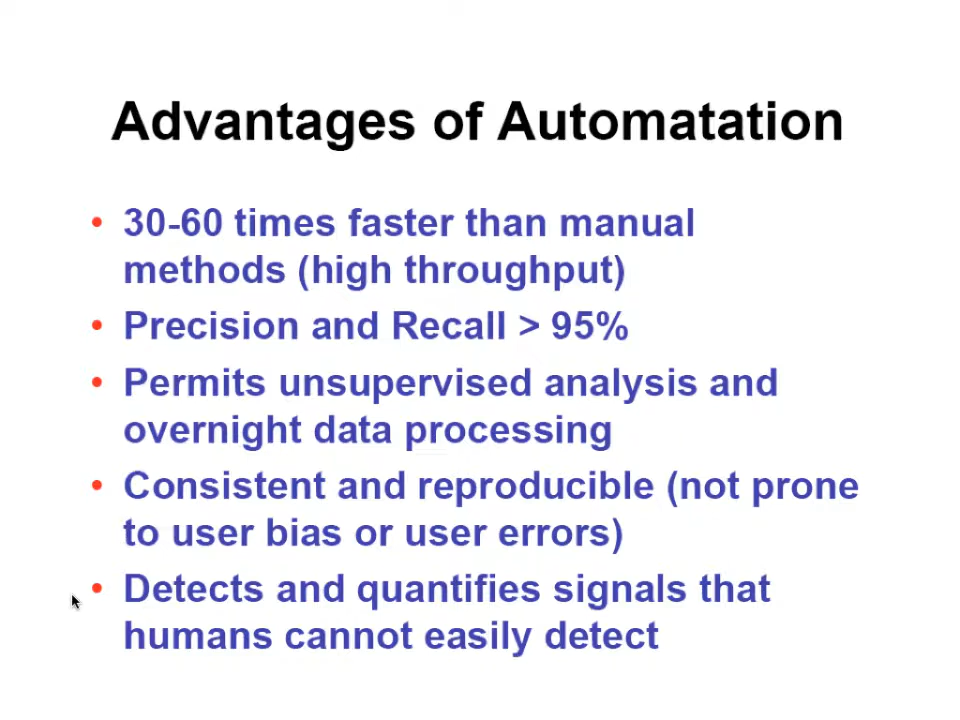 Advantages of Automatation
• 30-60 times faster than manual
methods (high throughput)
• Precision and Recall > 95%
• Permits unsupervised analysis and
overnight data processing
• Consistent and reproducible (not prone
to user bias or user errors)
• Detects and quantifies signals that
humans cannot easily detect